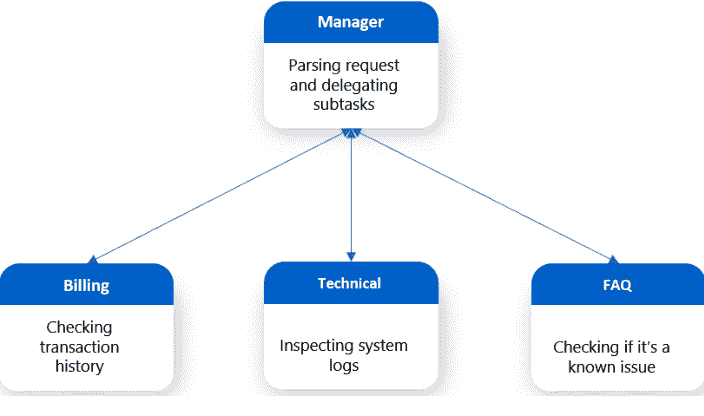 Manager
Parsing request
and delegating
subtasks
Billing
Checking
transaction
history
Technical
Inspecting system
logs
FAQ
Checking if it's a
known issue